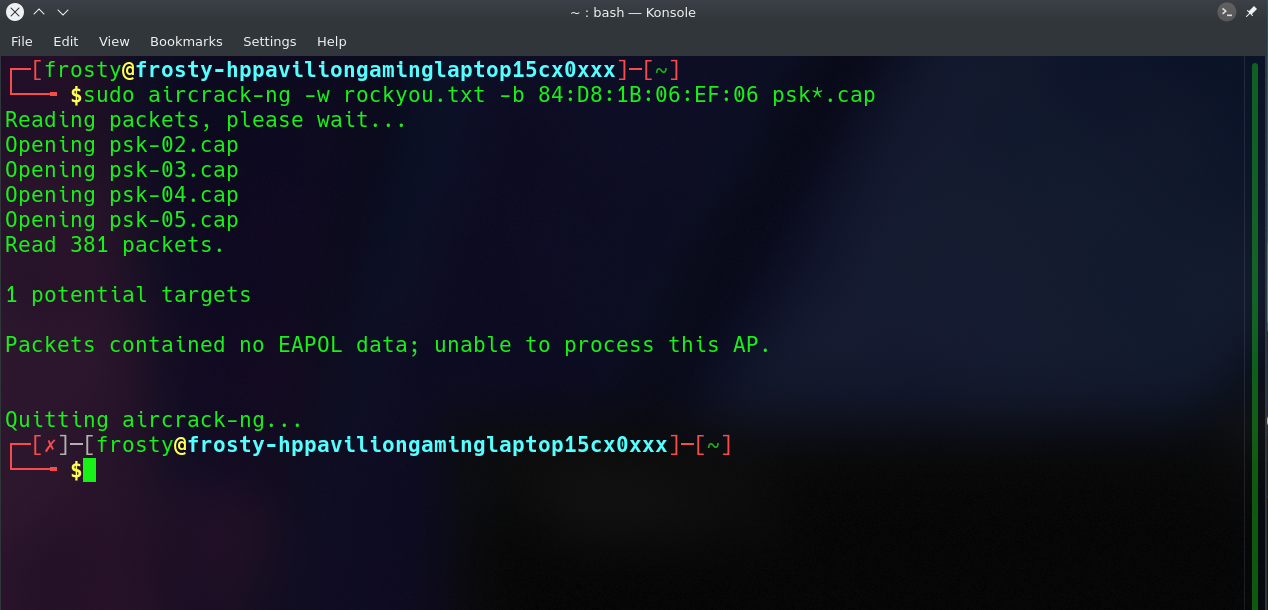 ~ : bash — Konsole
File Edit View Bookmarks Settings Help
┌─[frosty@frosty-hppaviliongaminglaptop15cx0xxx]─[~]
└──╼ $sudo aircrack-ng -w rockyou.txt -b 84:D8:1B:06:EF:06 psk*.cap
Reading packets, please wait...
Opening psk-02.cap
Opening psk-03.cap
Opening psk-04.cap
Opening psk-05.cap
Read 381 packets.
1 potential targets
Packets contained no EAPOL data; unable to process this AP.
Quitting aircrack-ng...
┌─[✗]─[frosty@frosty-hppaviliongaminglaptop15cx0xxx]─[~]
└──╼ $